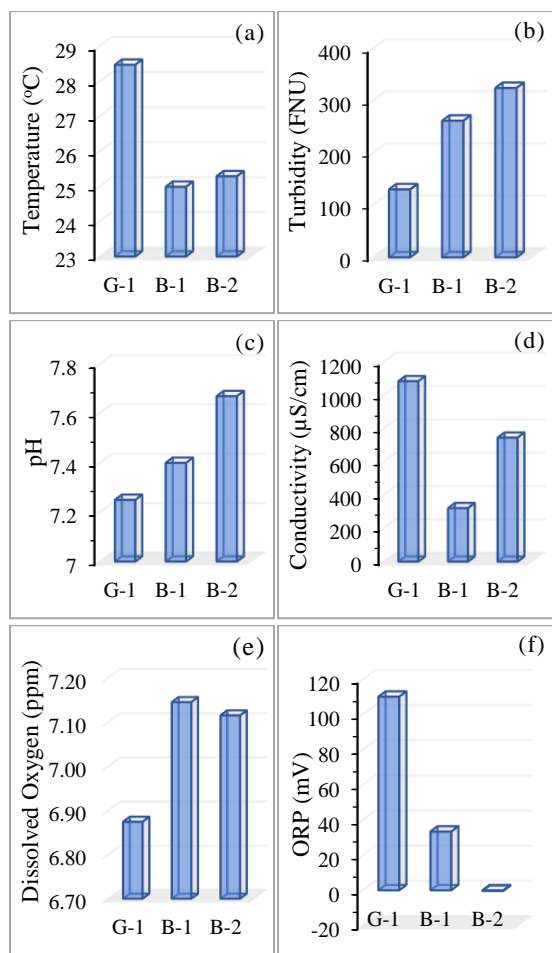 (a)
Temperature (°C)
29
28
27
26
25
24
23
G-1 B-1 B-2
(b)
Turbidity (FNU)
400
300
200
100
0
G-1 B-1 B-2
(c)
pH
7.8
7.6
7.4
7.2
7
G-1 B-1 B-2
(d)
Conductivity (µS/cm)
1200
1000
800
600
400
200
0
G-1 B-1 B-2
(e)
Dissolved Oxygen (ppm)
7.20
7.10
7.00
6.90
6.80
6.70
G-1 B-1 B-2
(f)
ORP (mV)
120
100
80
60
40
20
0
-20
G-1 B-1 B-2